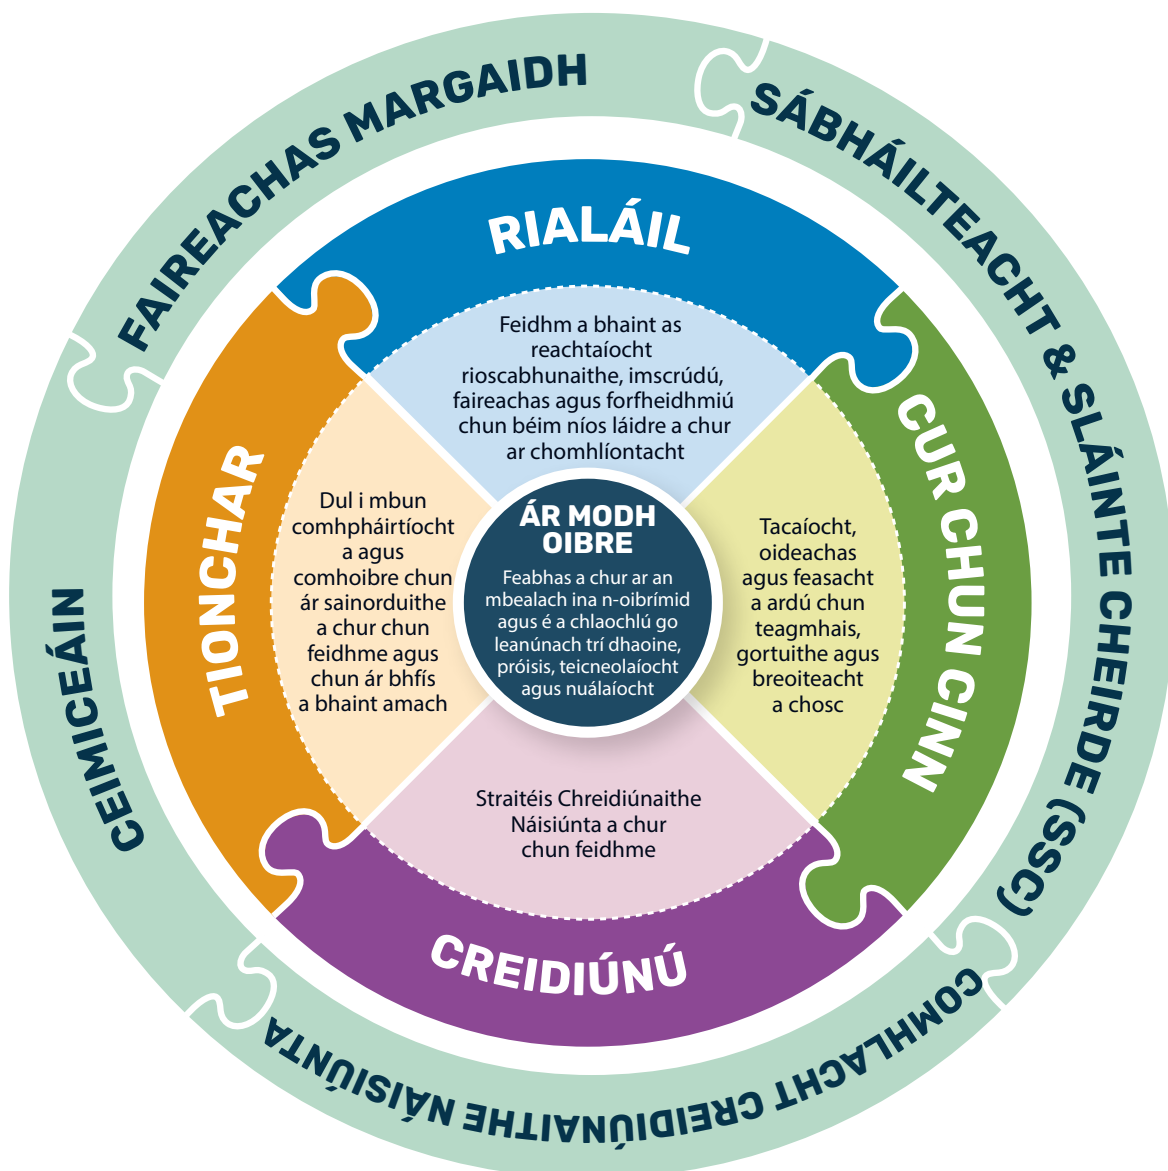 FAIREACHAS MARGAIDH
SÁBHÁILTEACHT & SLÁINTE CHEIRDE (SSC)
COMHLACHT CREIDIÚNAITHE NÁISIÚNTA
CEIMICEÁIN
RIALÁIL
Feidhm a bhaint as
reachtaíocht
rioscabhunaithe, imscrúdú,
faireachas agus forfheidhmiú
chun béim níos láidre a chur
ar chomhlíontacht
CUR CHUN CINN
Tacaíocht,
oideachas
agus feasacht
a ardú chun
teagmhais,
gortuithe agus
breoiteacht
a chosc
CREIDIÚNÚ
Straitéis Chreidiúnaithe
Náisiúnta a chur
chun feidhme
TIONCHAR
Dul i mbun
comhpháirtíocht
a agus
comhoibre chun
ár sainorduithe
a chur chun
feidhme agus
chun ár bhfís
a bhaint amach
ÁR MODH
OIBRE
Feabhas a chur ar an
mbealach ina n-oibrímid
agus é a chlaochlú go
leanúnach trí dhaoine,
próisis, teicneolaíocht
agus nuálaíocht